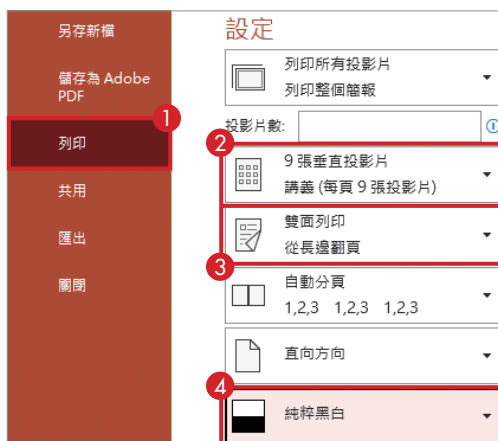 另存新檔
儲存為 Adobe
PDF
1
列印
共用
匯出
關閉
設定
列印所有投影片
列印整個簡報
投影片數:
2
9 張垂直投影片
講義 (每頁 9 張投影片)
雙面列印
從長邊翻頁
3
自動分頁
1,2,3 1,2,3 1,2,3
直向方向
4
純粹黑白